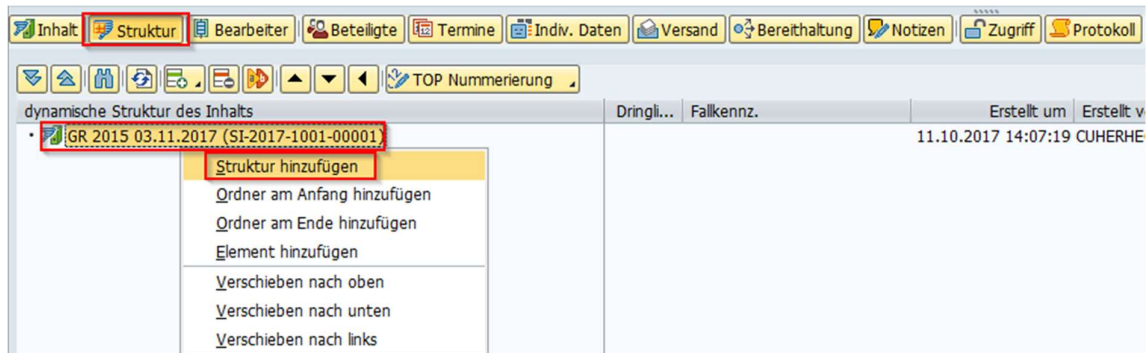 Inhalt Struktur Bearbeiter Beteiligte Termine Indiv. Daten Versand Bereithaltung Notizen Zugriff Protokoll
TOP Nummerierung
dynamische Struktur des Inhalts Dringli... Falkennz. Erstellt um Erstellt v
GR 2015 03.11.2017 (SI-2017-1001-00001) 11.10.2017 14:07:19 CUHERHE
Struktur hinzufügen
Ordner am Anfang hinzufügen
Ordner am Ende hinzufügen
Element hinzufügen
Verschieben nach oben
Verschieben nach unten
Verschieben nach links